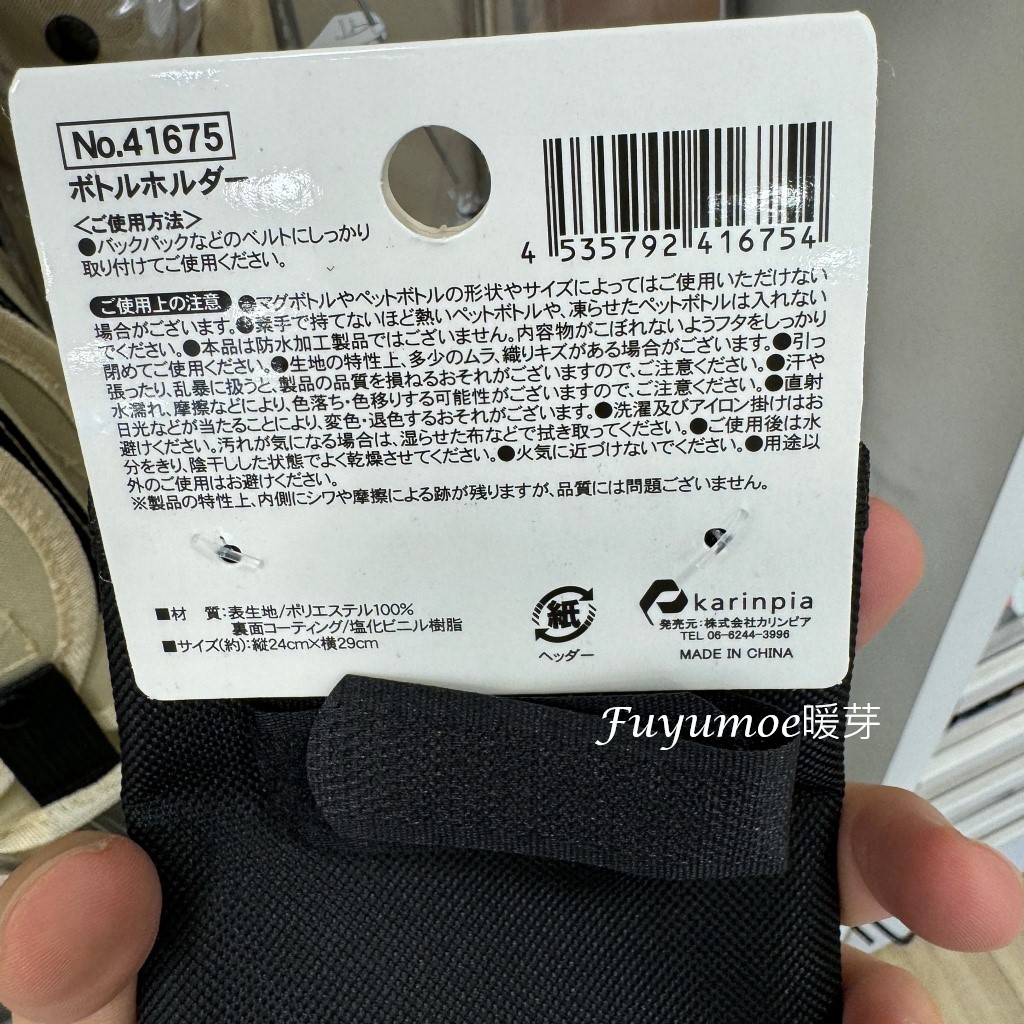 No.41675
ボトルホルダー
<ご使用方法>
●バックパックなどのベルトにしっかり
取り付けてご使用ください。
4 535792 416754
ご使用上の注意 ●マグボトルやペットボトルの形状やサイズによってはご使用いただけない
場合がございます。●素手で持てないほど熱いペットボトルや、凍らせたペットボトルは入れない
でください。●本品は防水加工製品ではございません。内容物がこぼれないようフタをしっかり
閉めてご使用ください。●生地の特性上、多少のムラ、織りキズがある場合がございます。●引っ
張ったり、乱暴に扱うと、製品の品質を損ねるおそれがございますので、ご注意ください。●汗や
水濡れ、摩擦などにより、色落ち・色移りする可能性がございますので、ご注意ください。●直射
日光などが当たることにより、変色・退色するおそれがございます。●洗濯及びアイロン掛けはお
避けください。汚れが気になる場合は、湿らせた布などで拭き取ってください。●ご使用後は水
分をきり、陰干しした状態でよく乾燥させてください。●火気に近づけないでください。●用途以
外のご使用はお避けください。
※製品の特性上、内側にシワや摩擦による跡が残りますが、品質には問題ございません。
■材 質:表生地/ポリエステル100%
裏面コーティング/塩化ビニル樹脂
■サイズ(約):縦24cm×横29cm
紙
ヘッダー
karinpia
発売元:株式会社カリンピア
TEL 06-6244-3996
MADE IN CHINA
Fuyumoe暖芽